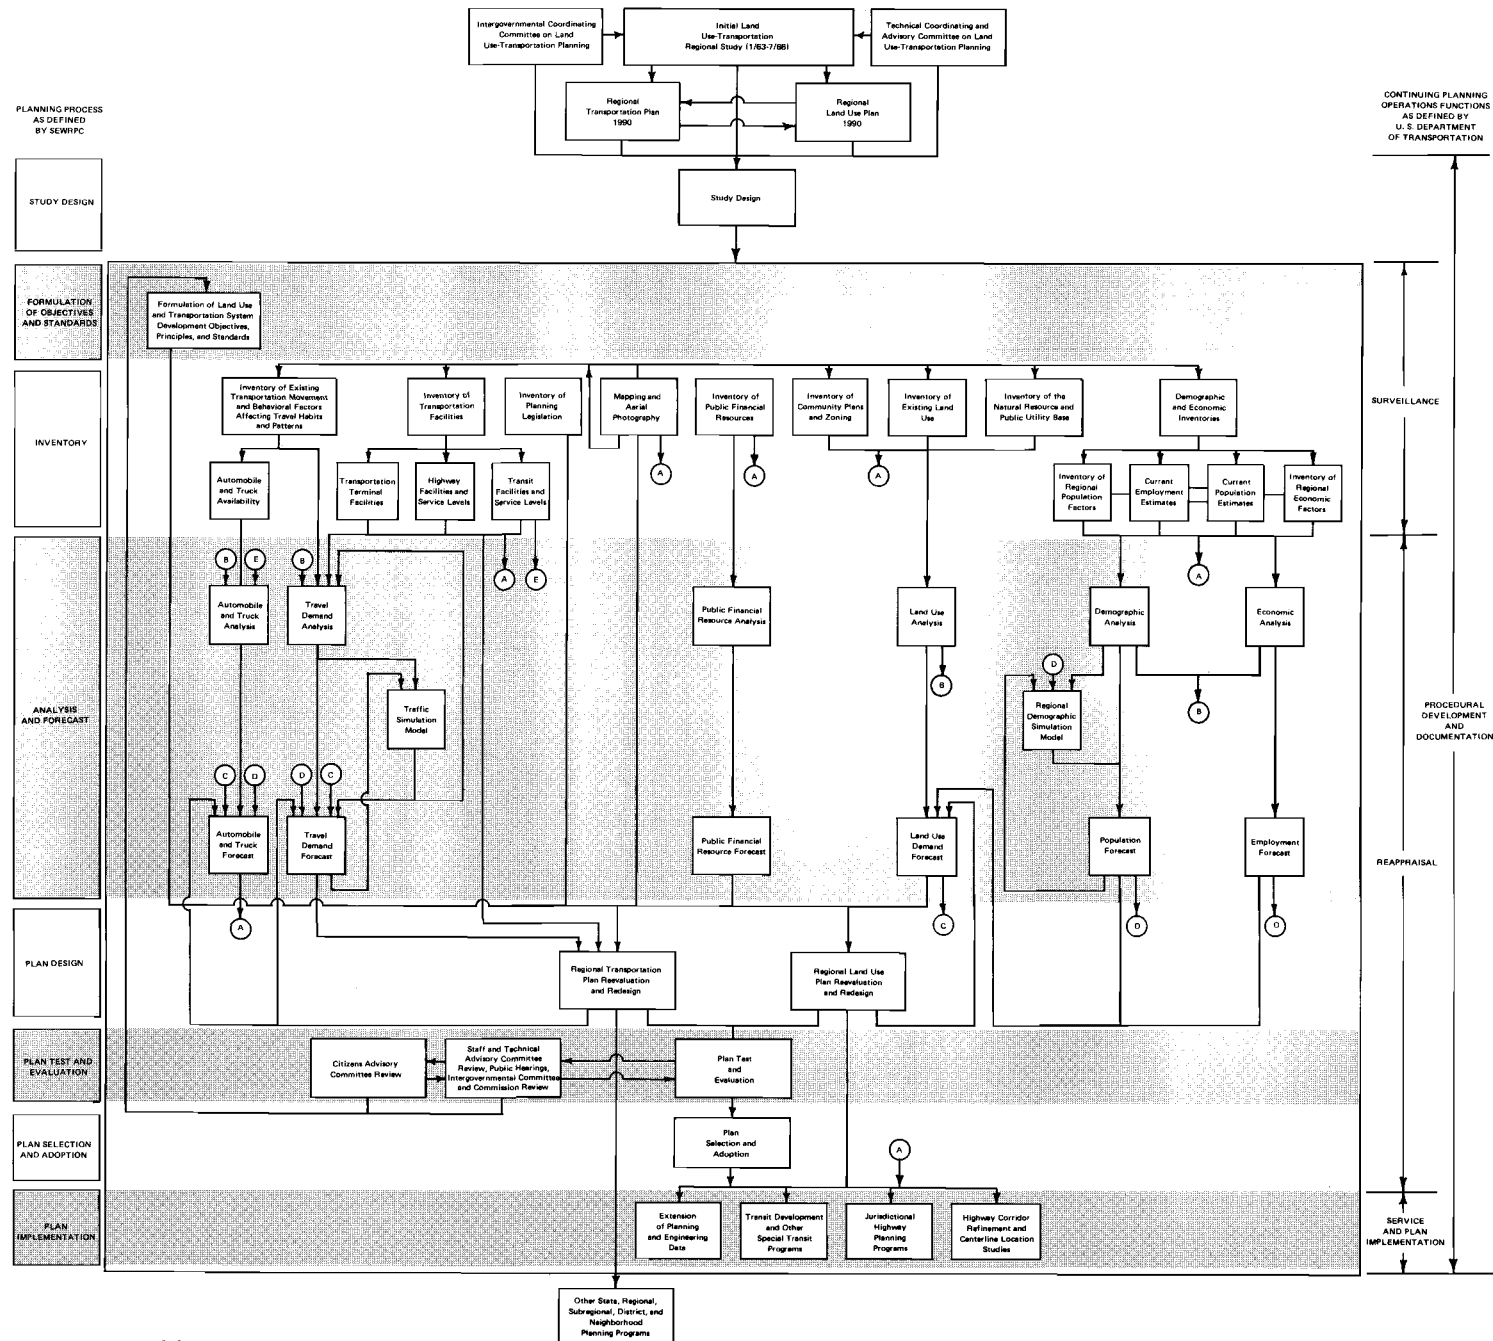 Intergovernmental Coordinating
Committee on Land
Use-Transportation Planning
Initial Land
Use-Transportation
Regional Study (1/63-7/66)
Technical Coordinating and
Advisory Committee on Land
Use-Transportation Planning
Regional
Transportation Plan
1990
Regional
Land Use Plan
1990
PLANNING PROCESS
AS DEFINED
BY SEWRPC
CONTINUING PLANNING
OPERATIONS FUNCTIONS
AS DEFINED BY
U. S. DEPARTMENT
OF TRANSPORTATION
STUDY DESIGN
Study Design
FORMULATION
OF OBJECTIVES
AND STANDARDS
Formulation of Land Use
and Transportation System
Development Objectives,
Principles, and Standards
INVENTORY
Inventory of Existing
Transportation Movement
and Behavioral Factors
Affecting Travel Habits
and Patterns
Inventory of
Transportation
Facilities
Inventory of
Planning
Legislation
Mapping and
Aerial
Photography
Inventory of
Public Financial
Resources
Inventory of
Community Plans
and Zoning
Inventory of
Existing Land
Use
Inventory of the
Natural Resource and
Public Utility Base
Demographic
and Economic
Inventories
SURVEILLANCE
A
A
A
Automobile
and Truck
Availability
Transportation
Terminal
Facilities
Highway
Facilities and
Service Levels
Transit
Facilities and
Service Levels
Inventory of
Regional
Population
Factors
Current
Employment
Estimates
Current
Population
Estimates
Inventory of
Regional
Economic
Factors
B
E
B
A
E
A
ANALYSIS
AND FORECAST
Automobile
and Truck
Analysis
Travel
Demand
Analysis
Public Financial
Resource Analysis
Land Use
Analysis
Demographic
Analysis
Economic
Analysis
B
D
B
Traffic
Simulation
Model
Regional
Demographic
Simulation
Model
PROCEDURAL
DEVELOPMENT
AND
DOCUMENTATION
C
D
D
C
Automobile
and Truck
Forecast
Travel
Demand
Forecast
Public Financial
Resource Forecast
Land Use
Demand
Forecast
Population
Forecast
Employment
Forecast
REAPPRAISAL
A
C
D
D
PLAN DESIGN
Regional Transportation
Plan Reevaluation
and Redesign
Regional Land Use
Plan Reevaluation
and Redesign
PLAN TEST AND
EVALUATION
Citizens Advisory
Committee Review
Staff and Technical
Advisory Committee
Review, Public Hearings,
Intergovernmental Committee
and Commission Review
Plan Test
and
Evaluation
PLAN SELECTION
AND ADOPTION
Plan
Selection and
Adoption
A
PLAN
IMPLEMENTATION
Extension
of Planning
and Engineering
Data
Transit Development
and Other
Special Transit
Programs
Jurisdictional
Highway
Planning
Programs
Highway Corridor
Refinement and
Centerline Location
Studies
SERVICE
AND PLAN
IMPLEMENTATION
Other State, Regional,
Subregional, District, and
Neighborhood
Planning Programs